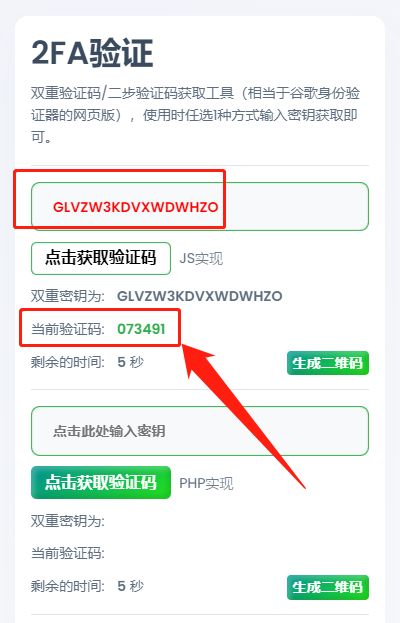 2FA验证
双重验证码/二步验证码获取工具（相当于谷歌身份验
证器的网页版），使用时任选1种方式输入密钥获取即
可。
GLVZW3KDVXWDWHZO
点击获取验证码 JS实现
双重密钥为: GLVZW3KDVXWDWHZO
当前验证码: 073491
剩余的时间: 5 秒 生成二维码
点击此处输入密钥
点击获取验证码 PHP实现
双重密钥为:
当前验证码:
剩余的时间: 5 秒 生成二维码